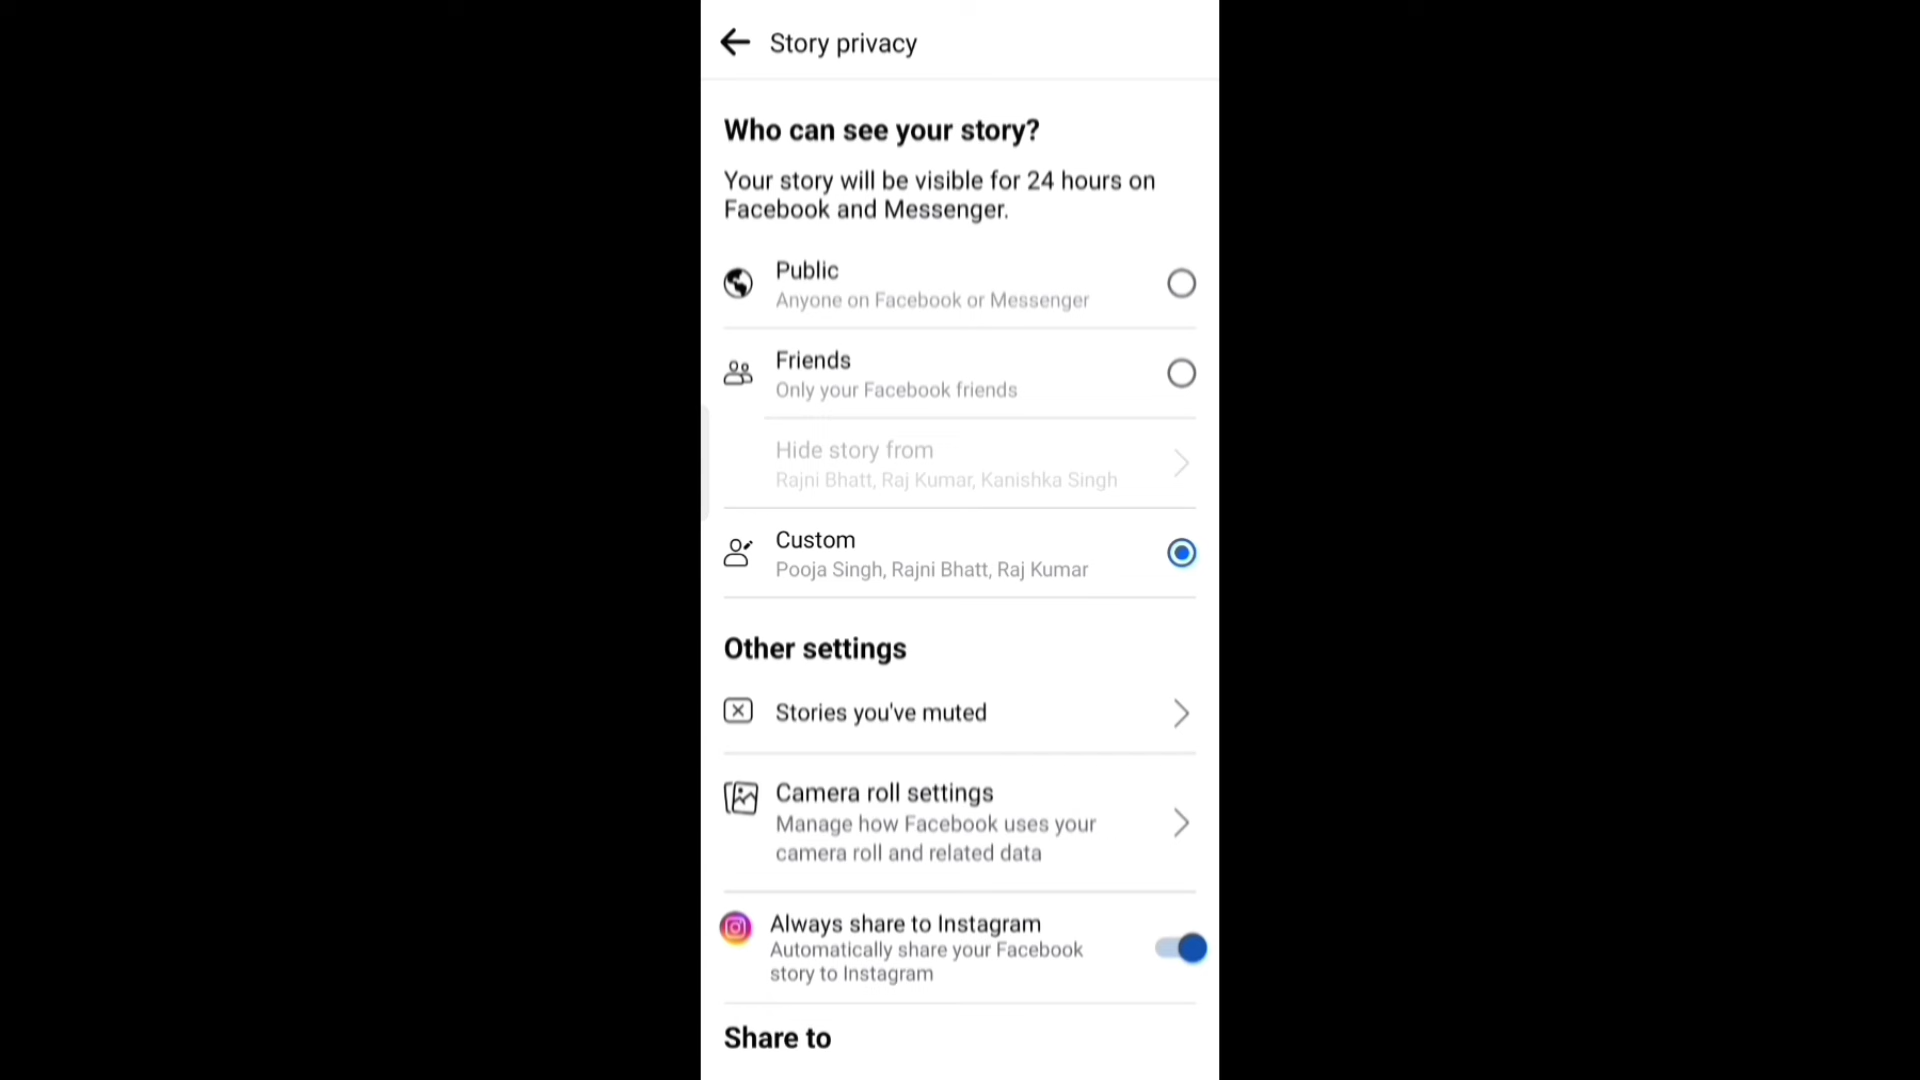 Story privacy
Who can see your story?
Your story will be visible for 24 hours on
Facebook and Messenger.
Public
Anyone on Facebook or Messenger
Friends
Only your Facebook friends
Hide story from
Rajni Bhatt, Raj Kumar, Kanishka Singh
Custom
Pooja Singh, Rajni Bhatt, Raj Kumar
Other settings
Stories you've muted
Camera roll settings
Manage how Facebook uses your
camera roll and related data
Always share to Instagram
Automatically share your Facebook
story to Instagram
Share to